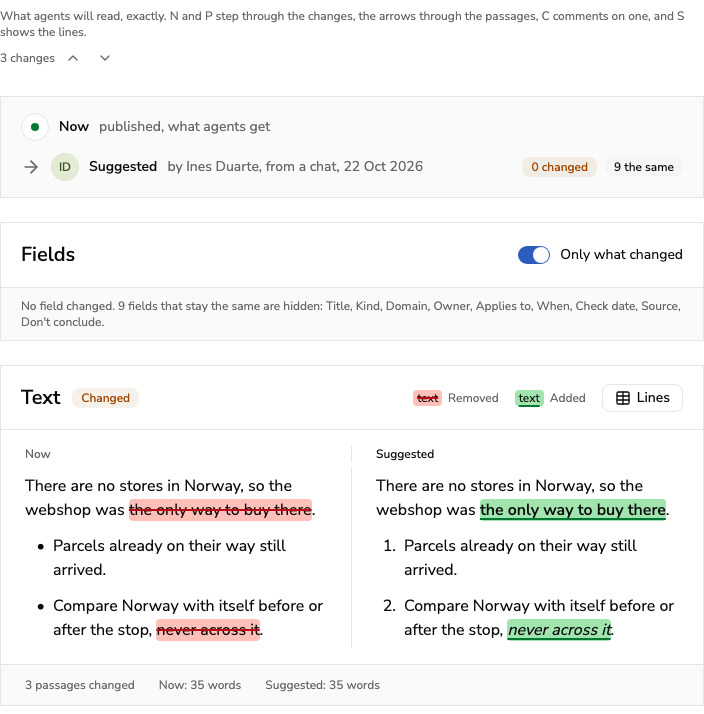 What agents will read, exactly. N and P step through the changes, the arrows through the passages, C comments on one, and S
shows the lines.
3 changes
Now published, what agents get
ID Suggested by Ines Duarte, from a chat, 22 Oct 2026 0 changed 9 the same
Fields Only what changed
No field changed. 9 fields that stay the same are hidden: Title, Kind, Domain, Owner, Applies to, When, Check date, Source,
Don't conclude.
Text Changed text Removed text Added Lines
Now
There are no stores in Norway, so the
webshop was the only way to buy there.
• Parcels already on their way still
arrived.
• Compare Norway with itself before or
after the stop, never across it.
Suggested
There are no stores in Norway, so the
webshop was the only way to buy there.
1. Parcels already on their way still
arrived.
2. Compare Norway with itself before or
after the stop, never across it.
3 passages changed Now: 35 words Suggested: 35 words